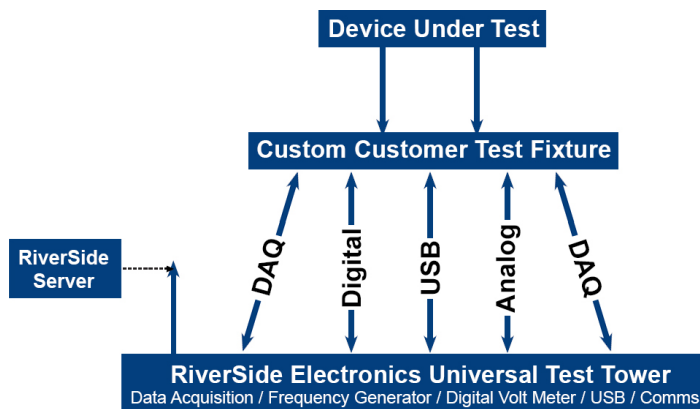 Device Under Test
Custom Customer Test Fixture
DAQ
Digital
USB
Analog
DAQ
RiverSide
Server
RiverSide Electronics Universal Test Tower
Data Acquisition / Frequency Generator / Digital Volt Meter / USB / Comms